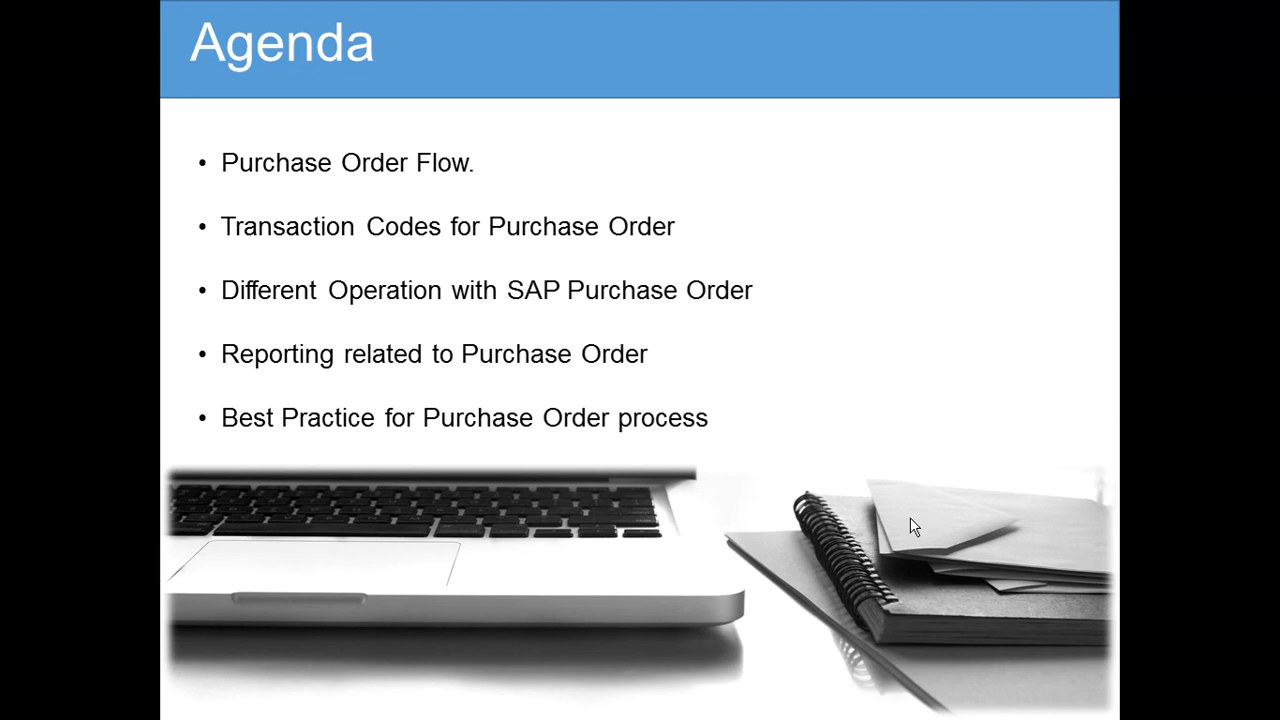 Agenda
• Purchase Order Flow.
• Transaction Codes for Purchase Order
• Different Operation with SAP Purchase Order
• Reporting related to Purchase Order
• Best Practice for Purchase Order process